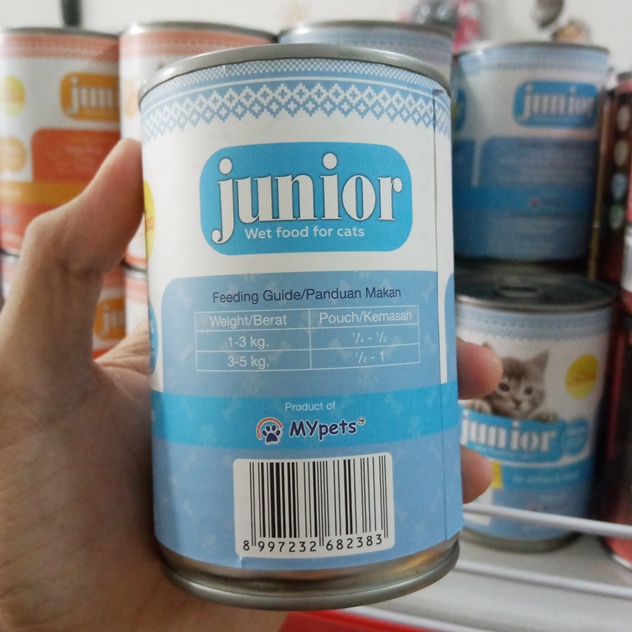 junior
Wet food for cats
Feeding Guide/Panduan Makan
Weight/Berat Pouch/Kemasan
1-3 kg. 1/4 - 1/2
3-5 kg. 1/2 - 1
Product of
MYpets
8 997232 682383
jun
junior
junior